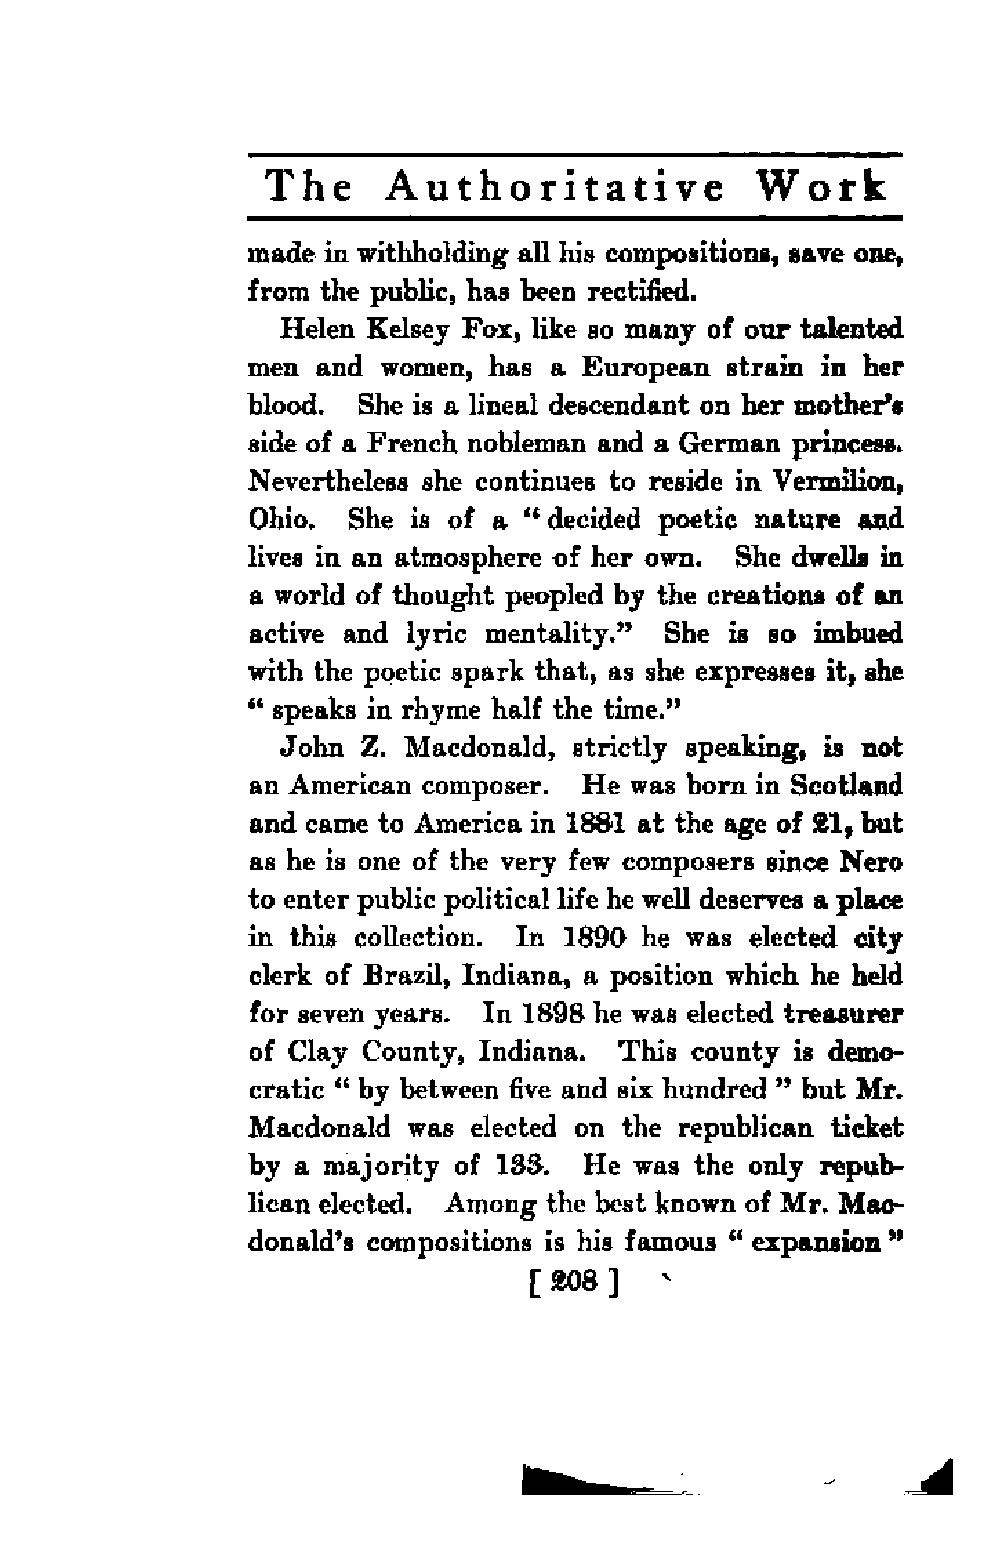 The Authoritative Work
made in withholding all his compositions, save one,
from the public, has been rectified.
Helen Kelsey Fox, like so many of our talented
men and women, has a European strain in her
blood. She is a lineal descendant on her mother's
side of a French nobleman and a German princess.
Nevertheless she continues to reside in Vermilion,
Ohio. She is of a “ decided poetic nature and
lives in an atmosphere of her own. She dwells in
a world of thought peopled by the creations of an
active and lyric mentality.” She is so imbued
with the poetic spark that, as she expresses it, she
“ speaks in rhyme half the time.”
John Z. Macdonald, strictly speaking, is not
an American composer. He was born in Scotland
and came to America in 1881 at the age of 21, but
as he is one of the very few composers since Nero
to enter public political life he well deserves a place
in this collection. In 1890 he was elected city
clerk of Brazil, Indiana, a position which he held
for seven years. In 1898 he was elected treasurer
of Clay County, Indiana. This county is demo-
cratic “ by between five and six hundred ” but Mr.
Macdonald was elected on the republican ticket
by a majority of 133. He was the only repub-
lican elected. Among the best known of Mr. Mac-
donald's compositions is his famous “ expansion ”
[ 208 ]